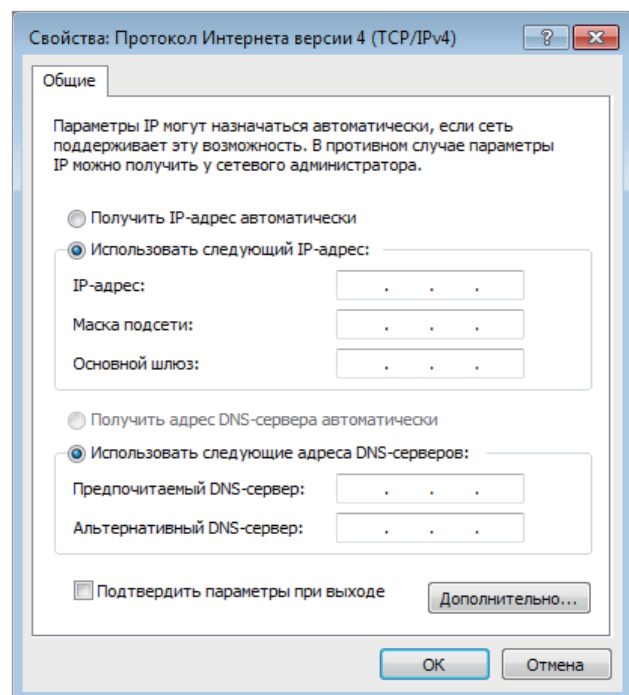 Свойства: Протокол Интернета версии 4 (TCP/IPv4)
Общие
Параметры IP могут назначаться автоматически, если сеть
поддерживает эту возможность. В противном случае параметры
IP можно получить у сетевого администратора.
Получить IP-адрес автоматически
Использовать следующий IP-адрес:
IP-адрес: . . .
Маска подсети: . . .
Основной шлюз: . . .
Получить адрес DNS-сервера автоматически
Использовать следующие адреса DNS-серверов:
Предпочитаемый DNS-сервер: . . .
Альтернативный DNS-сервер: . . .
Подтвердить параметры при выходе
Дополнительно...
ОК Отмена